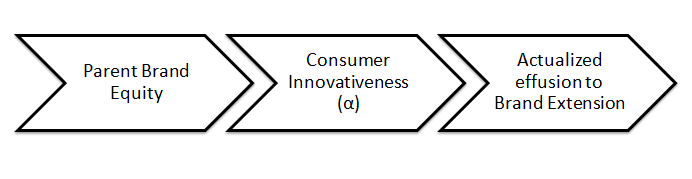 Parent Brand
Equity
Consumer
Innovativeness
(α)
Actualized
effusion to
Brand Extension